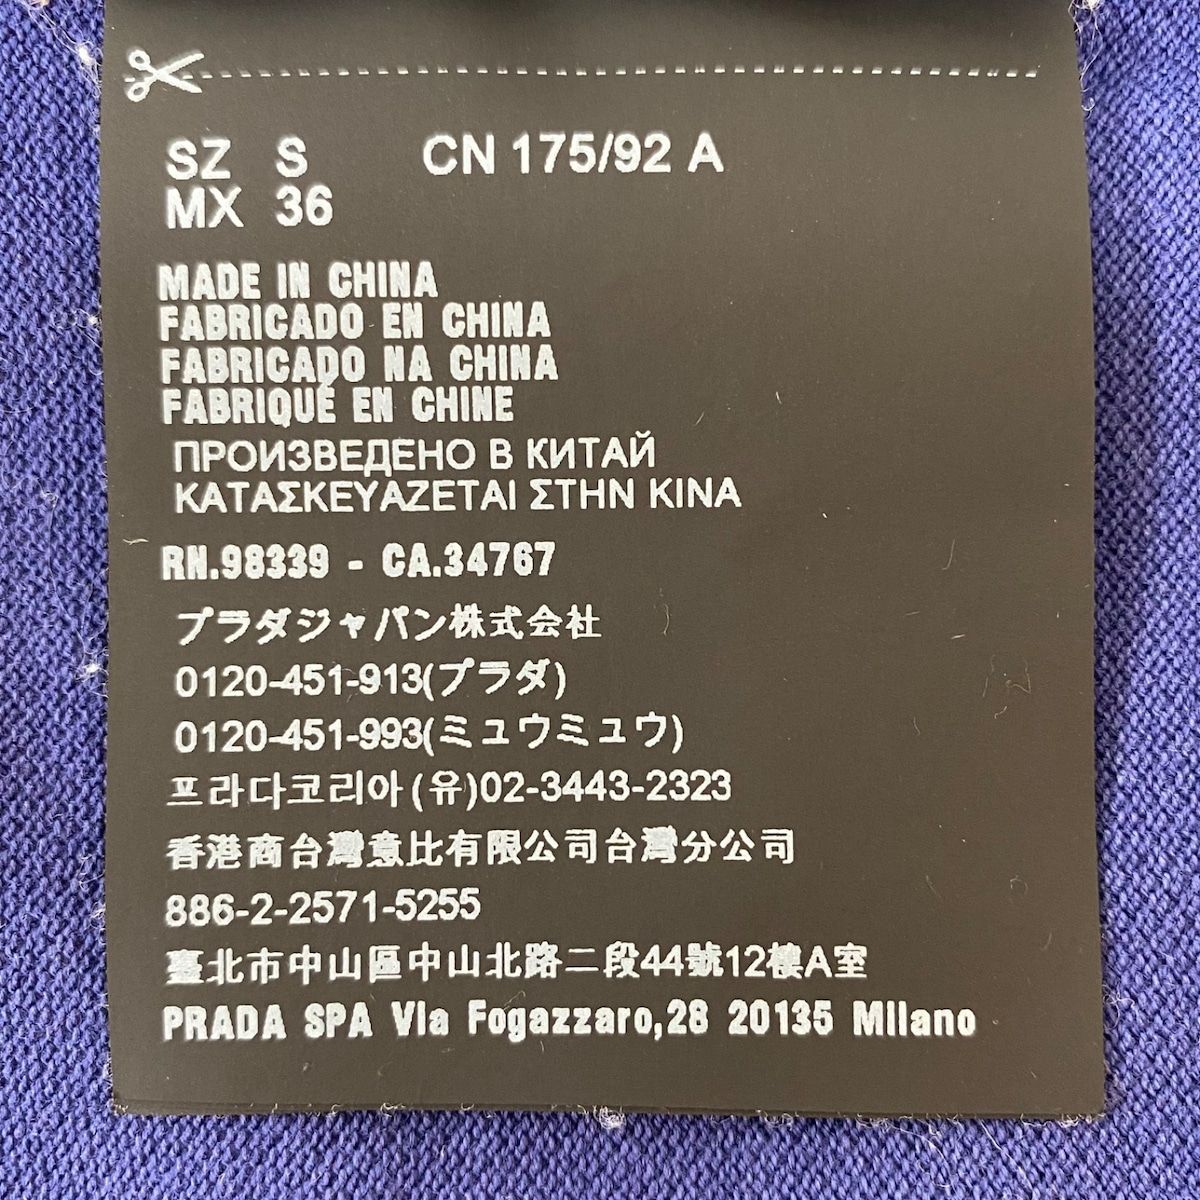 SZ S CN 175/92 A
MX 36
MADE IN CHINA
FABRICADO EN CHINA
FABRICADO NA CHINA
FABRIQUÉ EN CHINE
ПРОИЗВЕДЕНО В КИТАЙ
ΚΑΤΑΣΚΕΥΑΖΕΤΑΙ ΣΤΗΝ ΚΙΝΑ
RN.98339 - CA.34767
プラダジャパン株式会社
0120-451-913(プラダ)
0120-451-993(ミュウミュウ)
프라다코리아(유)02-3443-2323
香港商台灣意比有限公司台灣分公司
886-2-2571-5255
臺北市中山區中山北路二段44號12樓A室
PRADA SPA Via Fogazzaro,28 20135 Milano